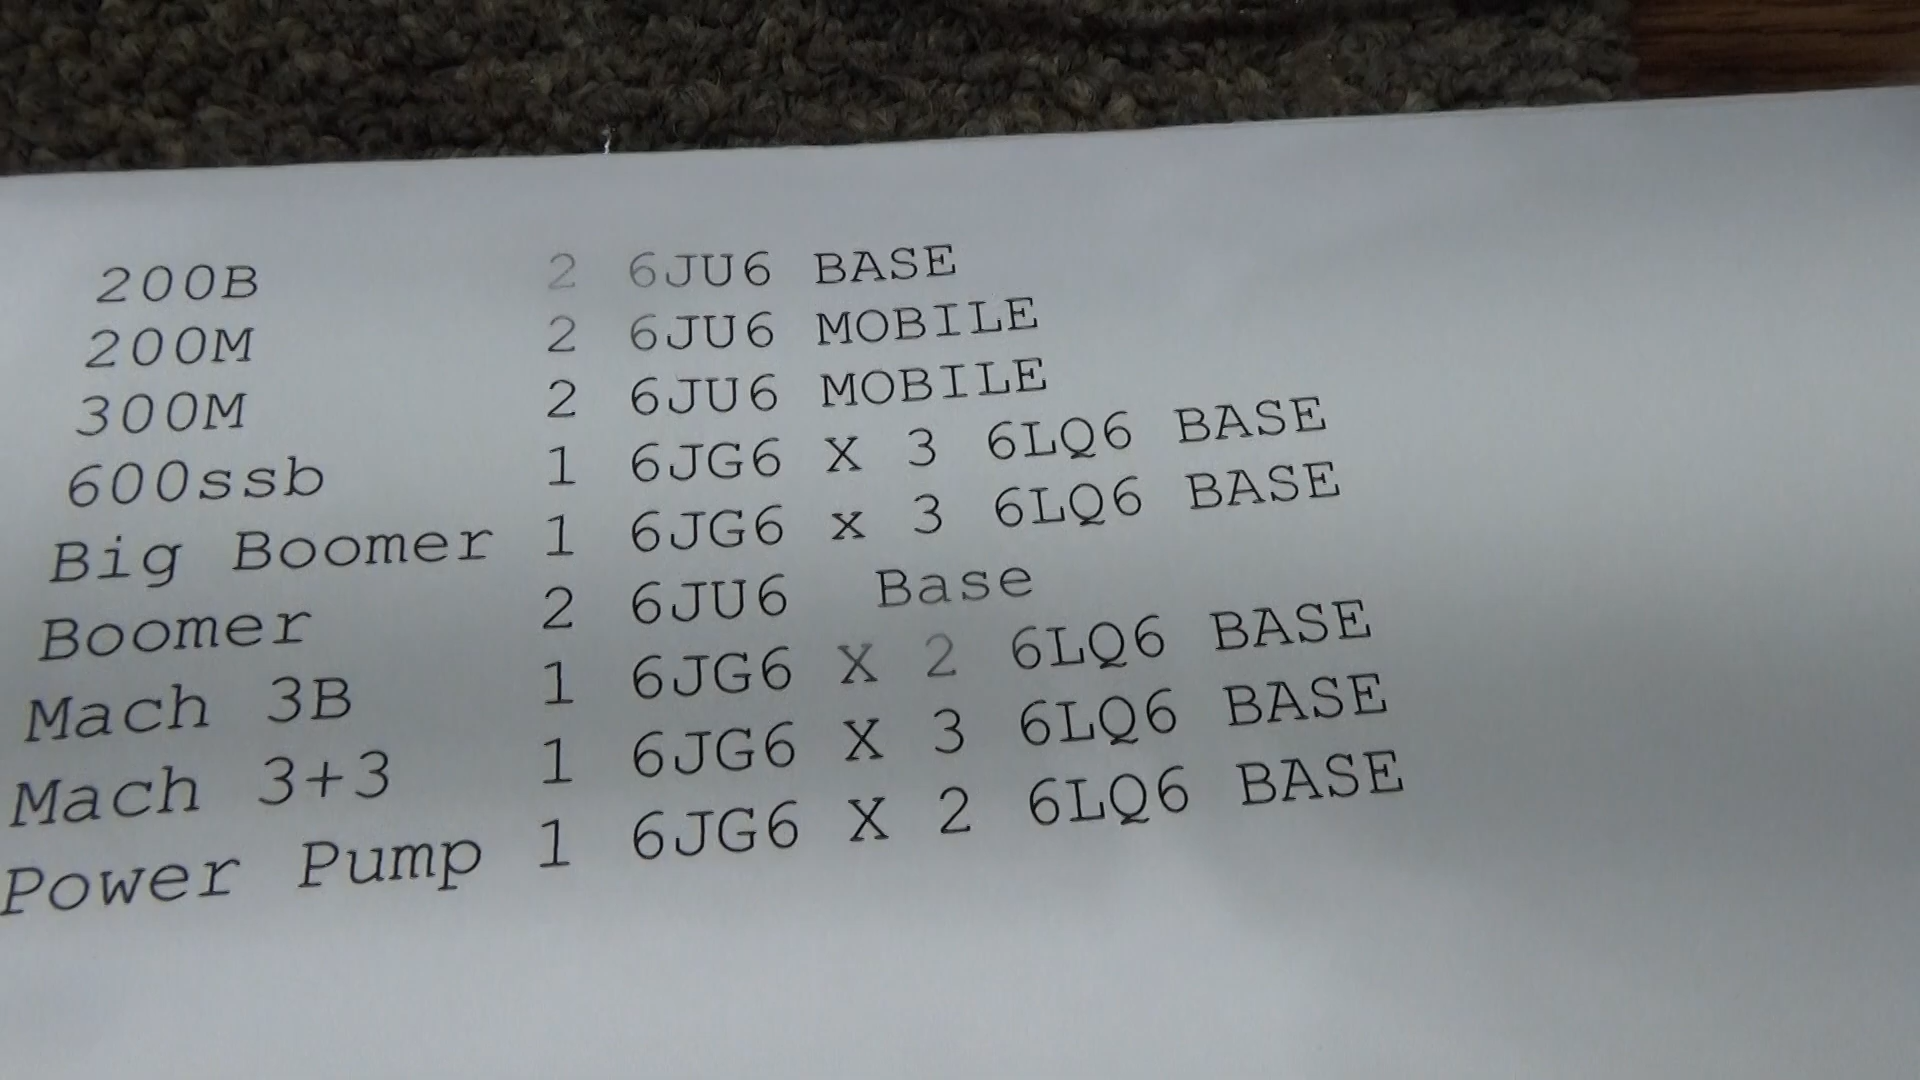 200B 2 6JU6 BASE
200M 2 6JU6 MOBILE
300M 2 6JU6 MOBILE
600ssb 1 6JG6 X 3 6LQ6 BASE
Big Boomer 1 6JG6 x 3 6LQ6 BASE
Boomer 2 6JU6 Base
Mach 3B 1 6JG6 X 2 6LQ6 BASE
Mach 3+3 1 6JG6 X 3 6LQ6 BASE
Power Pump 1 6JG6 X 2 6LQ6 BASE